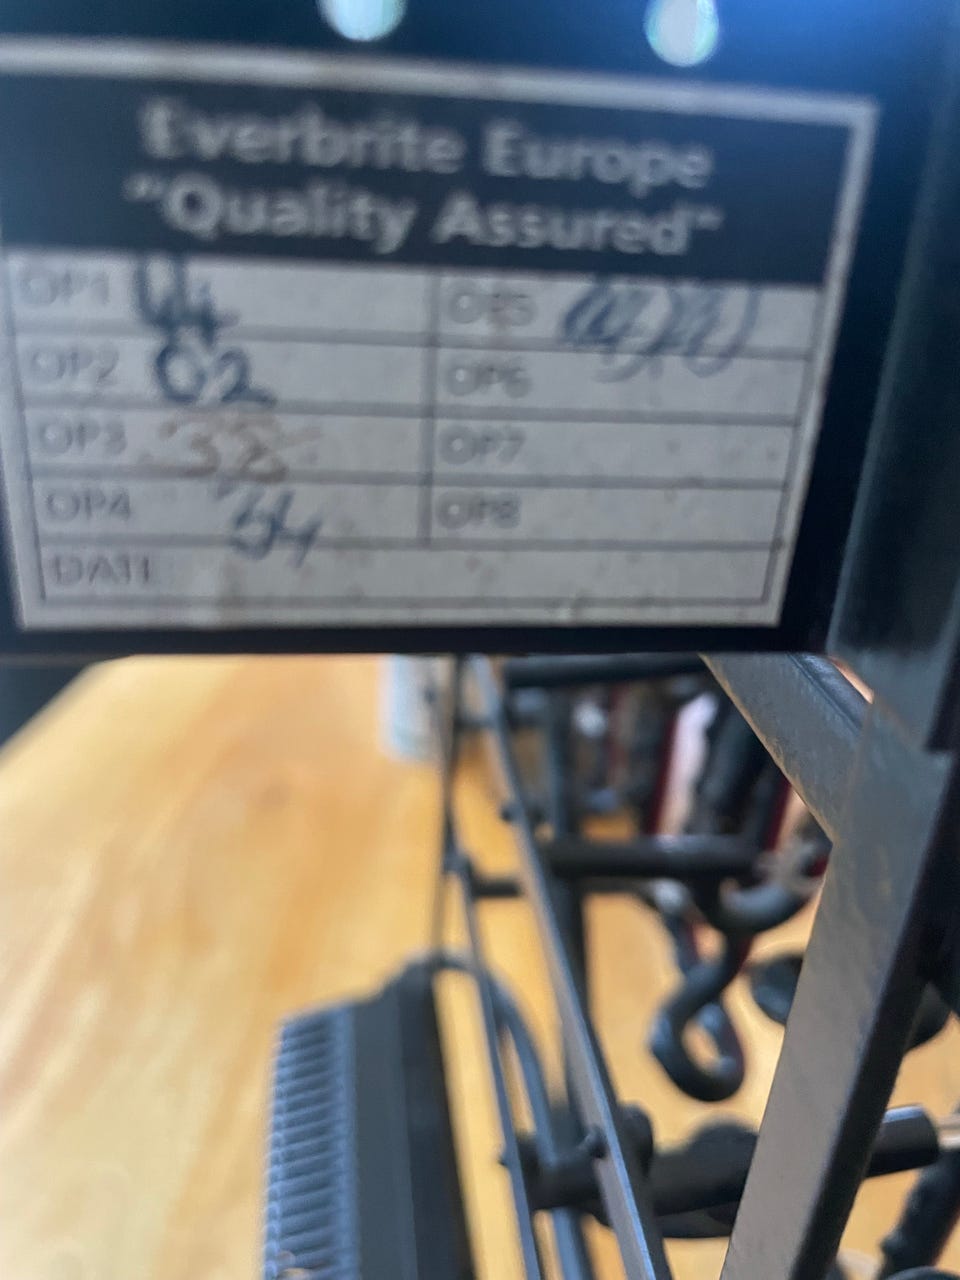 Everbrite Europe
"Quality Assured"
OP1 OP5
OP2 02 OP6
OP3 OP7
OP4 OP8
DATE